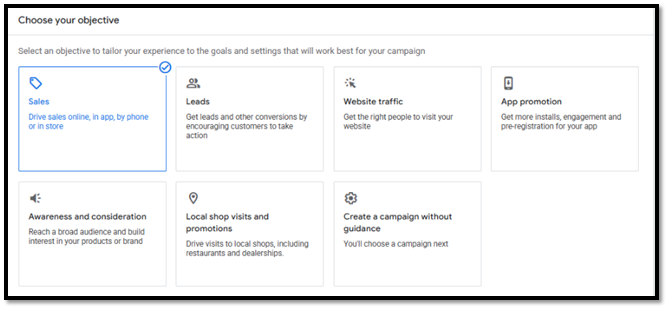 Choose your objective
Select an objective to tailor your experience to the goals and settings that will work best for your campaign
Sales
Drive sales online, in app, by phone
or in store
Leads
Get leads and other conversions by
encouraging customers to take
action
Website traffic
Get the right people to visit your
website
App promotion
Get more installs, engagement and
pre-registration for your app
Awareness and consideration
Reach a broad audience and build
interest in your products or brand
Local shop visits and
promotions
Drive visits to local shops, including
restaurants and dealerships.
Create a campaign without
guidance
You'll choose a campaign next